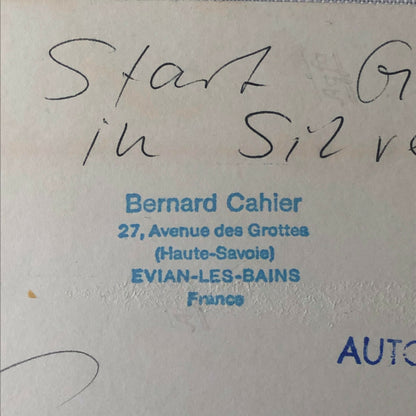 Start G
in Silve
Bernard Cahier
27, Avenue des Grottes
(Haute-Savoie)
EVIAN-LES-BAINS
France
AUTO